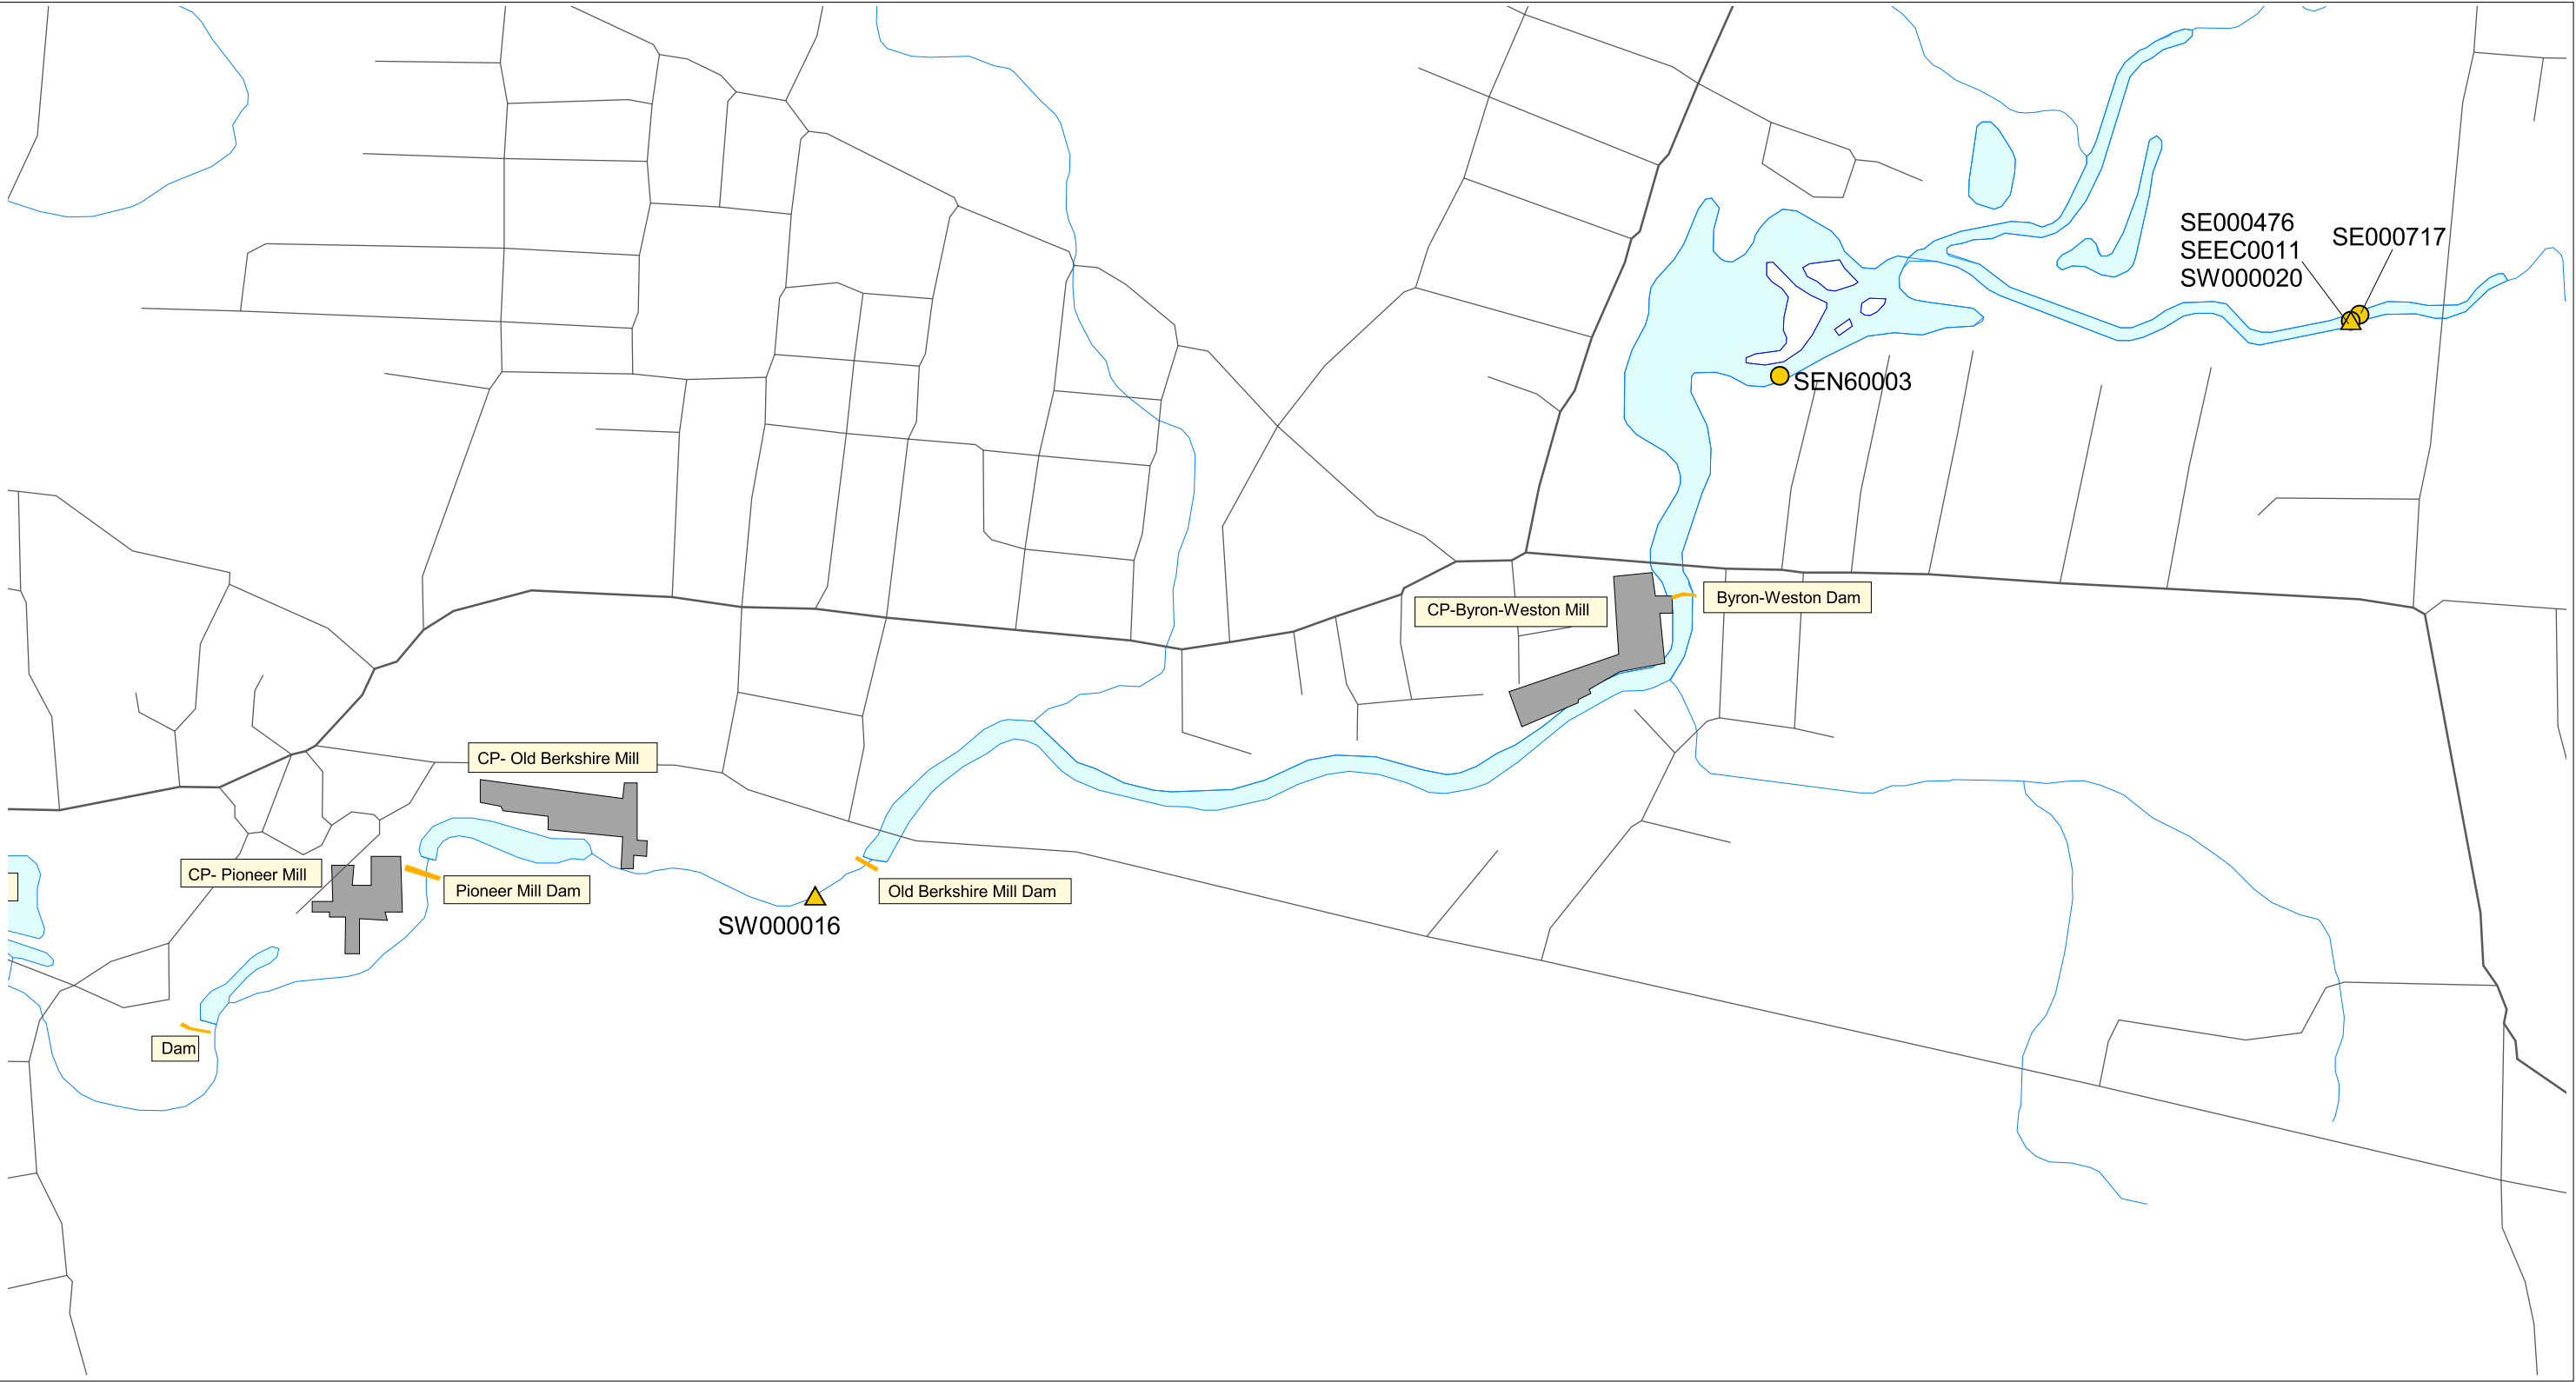 SE000476
SEEC0011
SW000020
SE000717
SEN60003
CP-Byron-Weston Mill
Byron-Weston Dam
CP- Old Berkshire Mill
CP- Pioneer Mill
Pioneer Mill Dam
Old Berkshire Mill Dam
SW000016
Dam